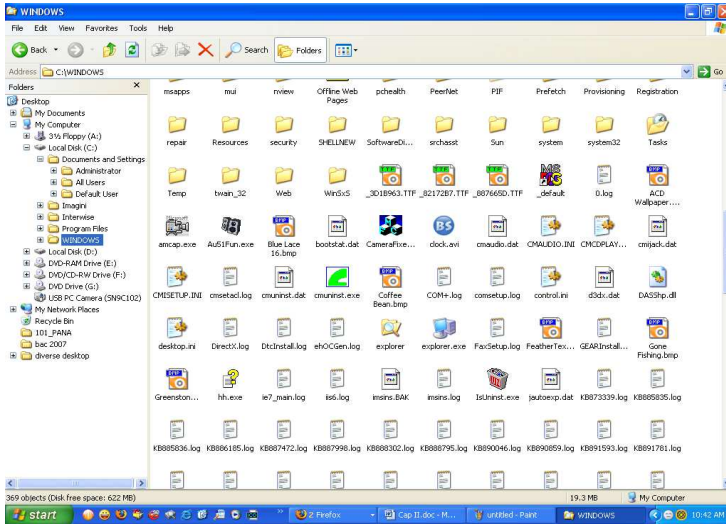 WINDOWS
File Edit View Favorites Tools Help
Back Search Folders
Address C:\WINDOWS Go
Folders
Desktop
My Documents
My Computer
3½ Floppy (A:)
Local Disk (C:)
Documents and Settings
Administrator
All Users
Default User
Imagini
Interwise
Program Files
WINDOWS
Local Disk (D:)
DVD-RAM Drive (E:)
DVD/CD-RW Drive (F:)
DVD Drive (G:)
USB PC Camera (SN9C102)
My Network Places
Recycle Bin
101_PANA
bac 2007
diverse desktop
msapps mui nview Offline Web Pages pchealth PeerNet PIF Prefetch Provisioning Registration
repair Resources security SHELLNEW SoftwareDi... srchasst Sun system system32 Tasks
Temp twain_32 Web WinSxS _3D1B963.TTF _82172B7.TTF _887665D.TTF _default 0.log ACD Wallpaper....
amcap.exe Au51Fun.exe Blue Lace 16.bmp bootstat.dat CameraFixe... clock.avi cmaudio.dat CMAUDIO.INI CMCDPLAY... cmijack.dat
CMISETUP.INI cmsetacl.log cmuninst.dat cmuninst.exe Coffee Bean.bmp COM+.log comsetup.log control.ini d3dx.dat DASShp.dll
desktop.ini DirectX.log DtcInstall.log ehOCGen.log explorer explorer.exe FaxSetup.log FeatherTex... GEARInstall... Gone Fishing.bmp
Greenston... hh.exe ie7_main.log iis6.log imsins.BAK imsins.log IsUninst.exe jautoexp.dat KB873339.log KB885835.log
KB885836.log KB886185.log KB887472.log KB887998.log KB888302.log KB888795.log KB890046.log KB890859.log KB891593.log KB891781.log
369 objects (Disk free space: 622 MB) 19.3 MB My Computer
start 2 Firefox Cap II.doc - M... untitled - Paint WINDOWS 10:42 AM